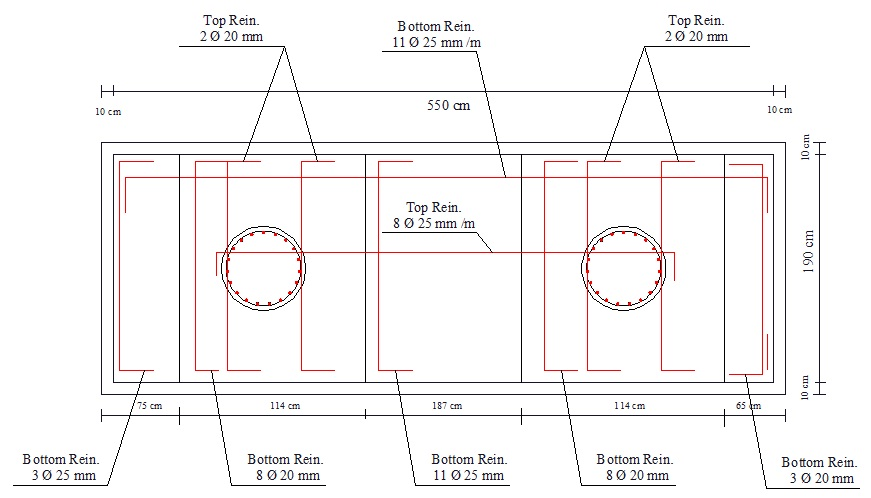 Top Rein.
2 Ø 20 mm
Bottom Rein.
11 Ø 25 mm /m
Top Rein.
2 Ø 20 mm
10 cm
550 cm
10 cm
10 cm
Top Rein.
8 Ø 25 mm /m
190 cm
10 cm
75 cm
114 cm
187 cm
114 cm
65 cm
Bottom Rein.
3 Ø 25 mm
Bottom Rein.
8 Ø 20 mm
Bottom Rein.
11 Ø 25 mm
Bottom Rein.
8 Ø 20 mm
Bottom Rein.
3 Ø 20 mm